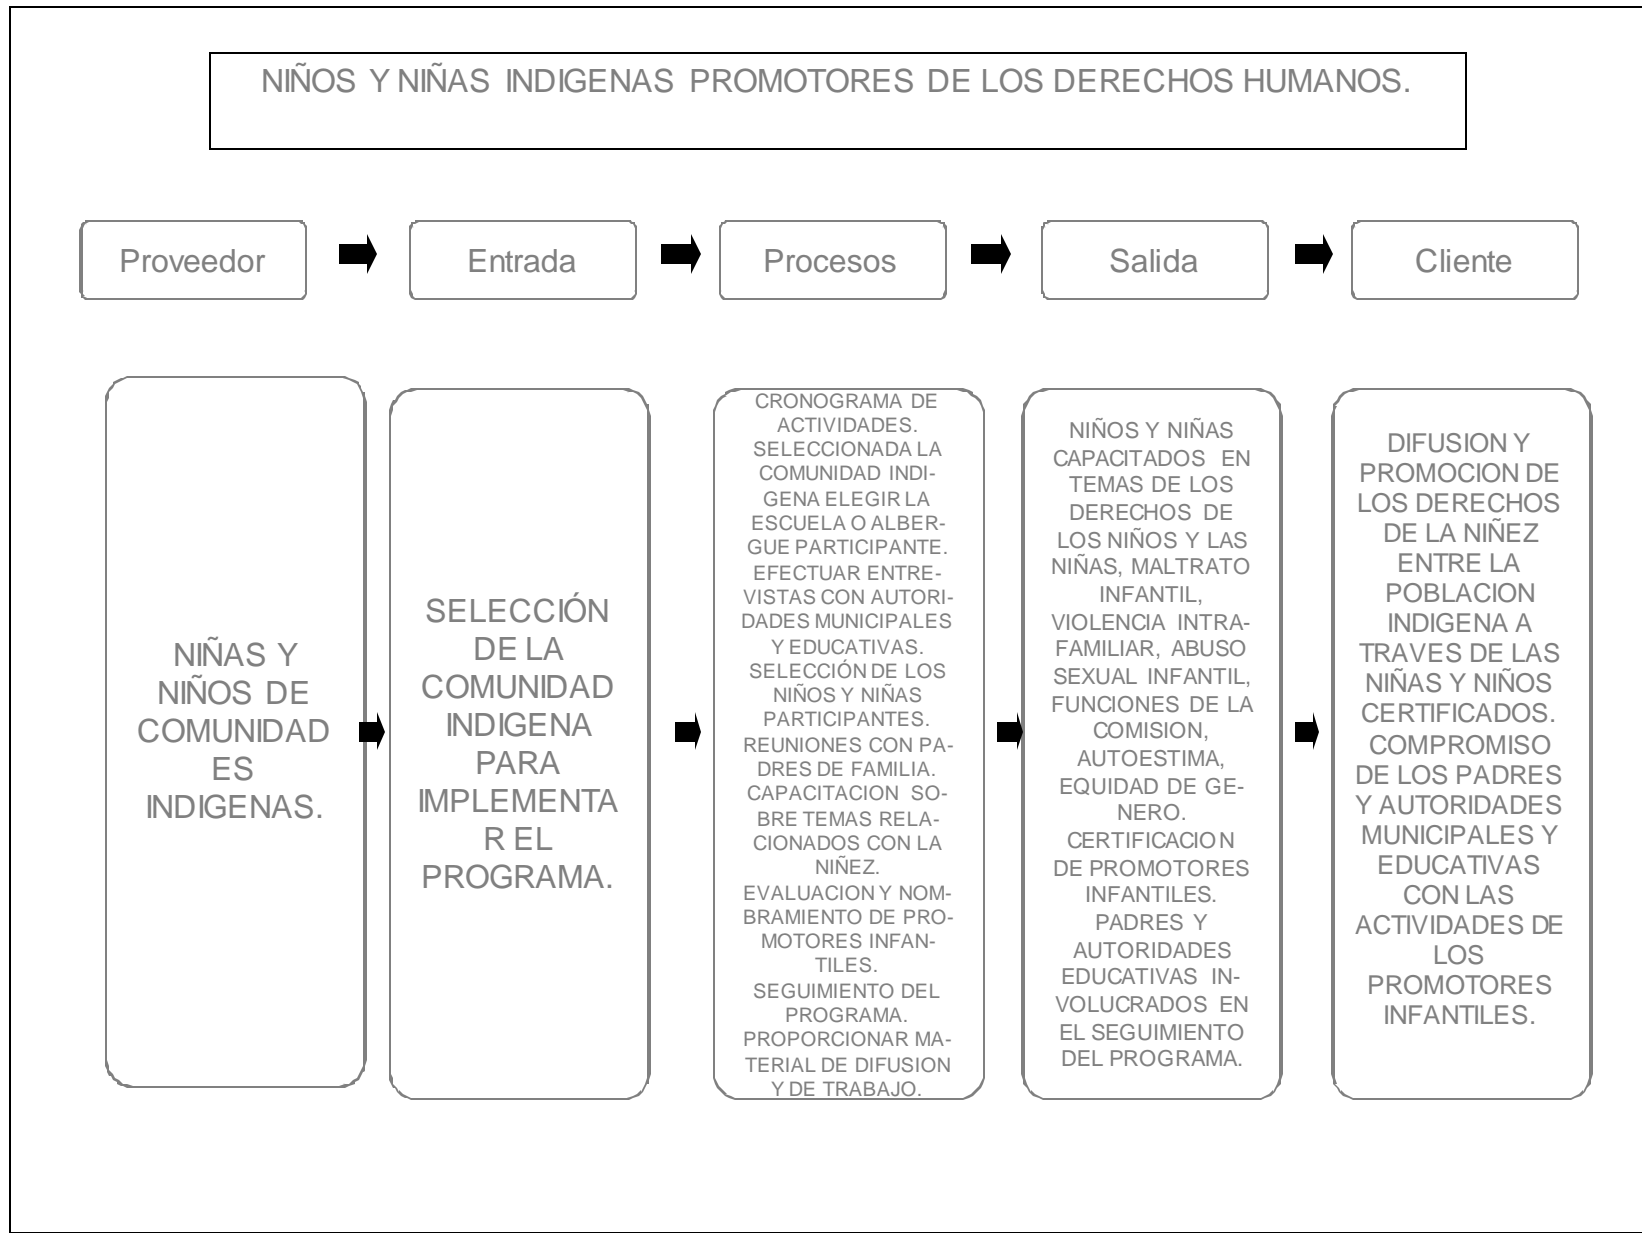 NIÑOS Y NIÑAS INDIGENAS PROMOTORES DE LOS DERECHOS HUMANOS.
Proveedor
Entrada
Procesos
Salida
Cliente
NIÑAS Y
NIÑOS DE
COMUNIDAD
ES
INDIGENAS.
SELECCIÓN
DE LA
COMUNIDAD
INDIGENA
PARA
IMPLEMENTA
R EL
PROGRAMA.
CRONOGRAMA DE
ACTIVIDADES.
SELECCIONADA LA
COMUNIDAD INDI-
GENA ELEGIR LA
ESCUELA O ALBER-
GUE PARTICIPANTE.
EFECTUAR ENTRE-
VISTAS CON AUTORI-
DADES MUNICIPALES
Y EDUCATIVAS.
SELECCIÓN DE LOS
NIÑOS Y NIÑAS
PARTICIPANTES.
REUNIONES CON PA-
DRES DE FAMILIA.
CAPACITACION SO-
BRE TEMAS RELA-
CIONADOS CON LA
NIÑEZ.
EVALUACION Y NOM-
BRAMIENTO DE PRO-
MOTORES INFAN-
TILES.
SEGUIMIENTO DEL
PROGRAMA.
PROPORCIONAR MA-
TERIAL DE DIFUSION
Y DE TRABAJO.
NIÑOS Y NIÑAS
CAPACITADOS EN
TEMAS DE LOS
DERECHOS DE
LOS NIÑOS Y LAS
NIÑAS, MALTRATO
INFANTIL,
VIOLENCIA INTRA-
FAMILIAR, ABUSO
SEXUAL INFANTIL,
FUNCIONES DE LA
COMISION,
AUTOESTIMA,
EQUIDAD DE GE-
NERO.
CERTIFICACION
DE PROMOTORES
INFANTILES.
PADRES Y
AUTORIDADES
EDUCATIVAS IN-
VOLUCRADOS EN
EL SEGUIMIENTO
DEL PROGRAMA.
DIFUSION Y
PROMOCION DE
LOS DERECHOS
DE LA NIÑEZ
ENTRE LA
POBLACION
INDIGENA A
TRAVES DE LAS
NIÑAS Y NIÑOS
CERTIFICADOS.
COMPROMISO
DE LOS PADRES
Y AUTORIDADES
MUNICIPALES Y
EDUCATIVAS
CON LAS
ACTIVIDADES DE
LOS
PROMOTORES
INFANTILES.